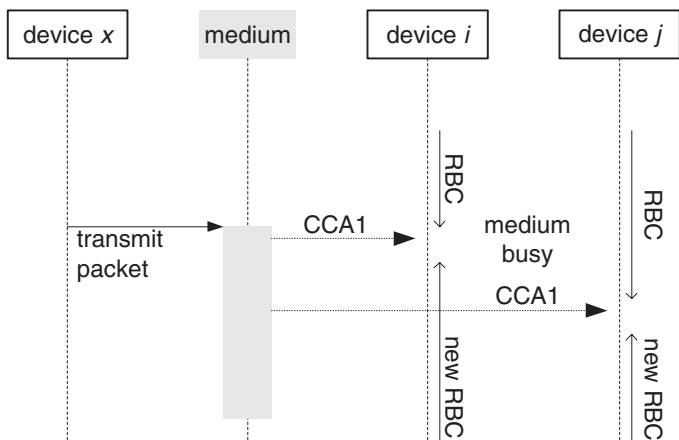 device x
medium
device i
device j
RBC
RBC
transmit
packet
CCA1
medium
busy
CCA1
new RBC
new RBC